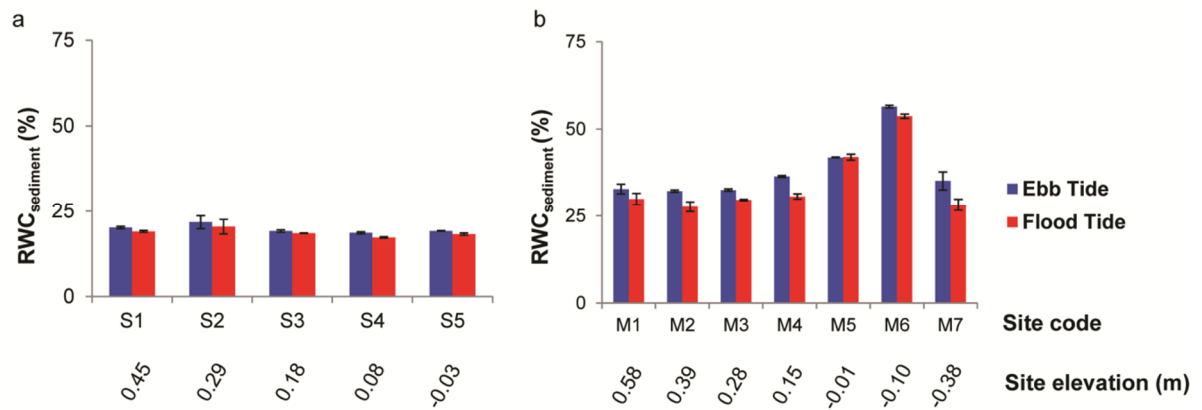 a
RWCsediment (%)
75
50
25
0
S1 S2 S3 S4 S5
0.45 0.29 0.18 0.08 -0.03
b
RWCsediment (%)
75
50
25
0
M1 M2 M3 M4 M5 M6 M7
0.58 0.39 0.28 0.15 -0.01 -0.10 -0.38
Ebb Tide
Flood Tide
Site code
Site elevation (m)